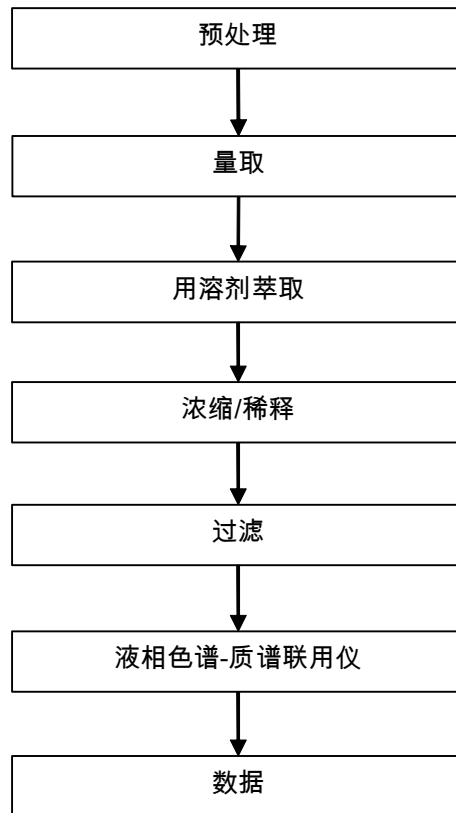 预处理
量取
用溶剂萃取
浓缩/稀释
过滤
液相色谱-质谱联用仪
数据